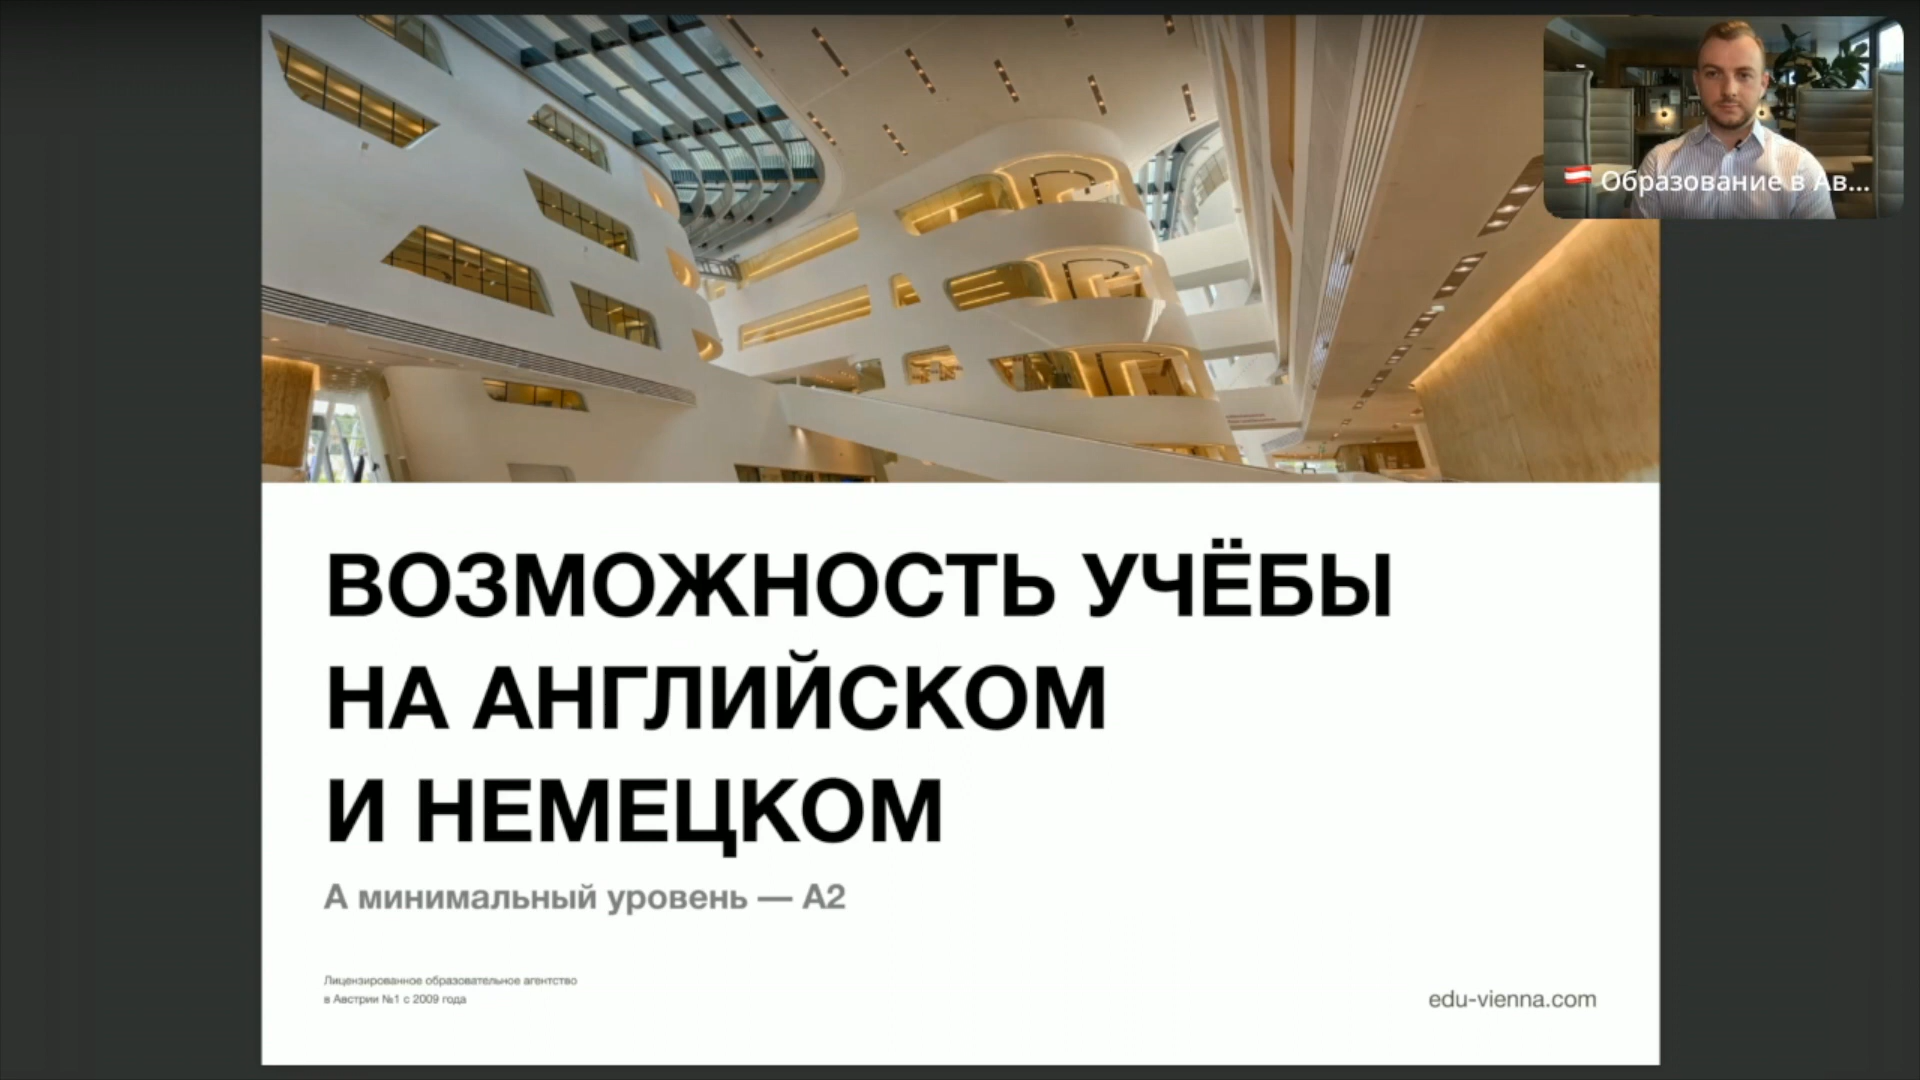 🇦🇹 Образование в Ав...
ВОЗМОЖНОСТЬ УЧЁБЫ
НА АНГЛИЙСКОМ
И НЕМЕЦКОМ
А минимальный уровень — А2
Лицензированное образовательное агентство
в Австрии №1 с 2009 года
edu-vienna.com